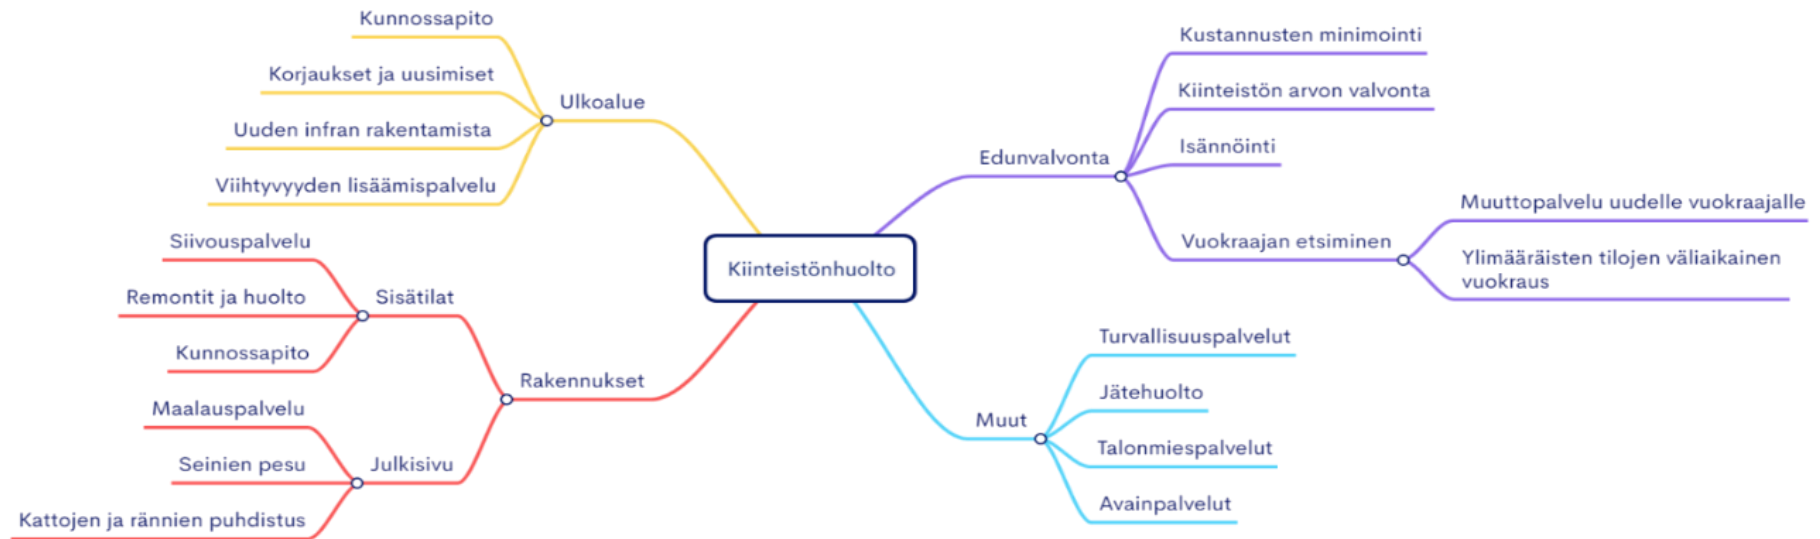 Kunnossapito
Korjaukset ja uusimiset
Uuden infran rakentamista
Viihtyvyyden lisäämispalvelu
Ulkoalue
Siivouspalvelu
Remontit ja huolto
Kunnossapito
Sisätilat
Maalauspalvelu
Seinien pesu
Kattojen ja rännien puhdistus
Julkisivu
Rakennukset
Kiinteistönhuolto
Edunvalvonta
Kustannusten minimointi
Kiinteistön arvon valvonta
Isännöinti
Vuokraajan etsiminen
Muuttopalvelu uudelle vuokraajalle
Ylimääräisten tilojen väliaikainen
vuokraus
Muut
Turvallisuuspalvelut
Jätehuolto
Talonmiespalvelut
Avainpalvelut